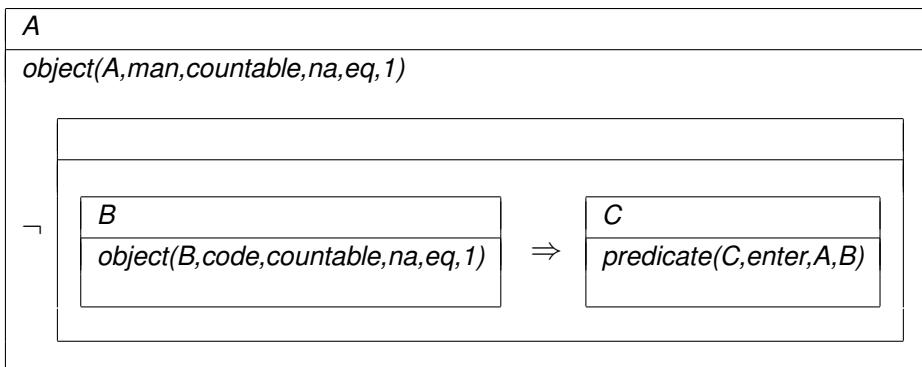 A
object(A,man,countable,na,eq,1)
¬
B
object(B,code,countable,na,eq,1)
⇒
C
predicate(C,enter,A,B)